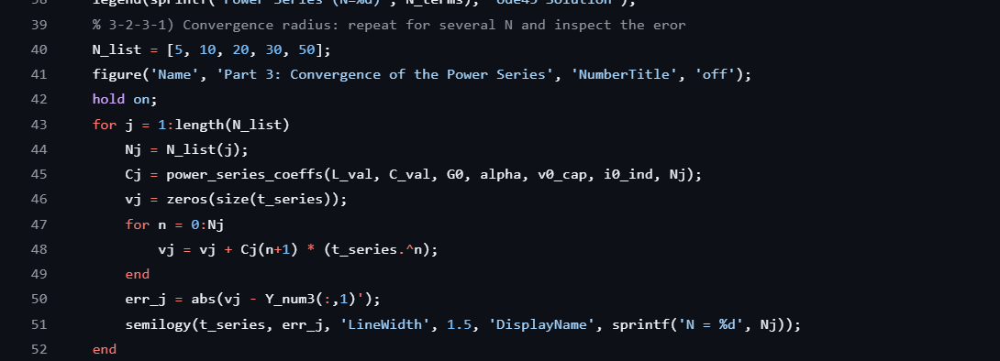 38 legend(sprintf('Power Series (N=%d)', N_terms), 'ode45 Solution');
39 % 3-2-3-1) Convergence radius: repeat for several N and inspect the eror
40 N_list = [5, 10, 20, 30, 50];
41 figure('Name', 'Part 3: Convergence of the Power Series', 'NumberTitle', 'off');
42 hold on;
43 for j = 1:length(N_list)
44 Nj = N_list(j);
45 Cj = power_series_coeffs(L_val, C_val, G0, alpha, v0_cap, i0_ind, Nj);
46 vj = zeros(size(t_series));
47 for n = 0:Nj
48 vj = vj + Cj(n+1) * (t_series.^n);
49 end
50 err_j = abs(vj - Y_num3(:,1)');
51 semilogy(t_series, err_j, 'LineWidth', 1.5, 'DisplayName', sprintf('N = %d', Nj));
52 end